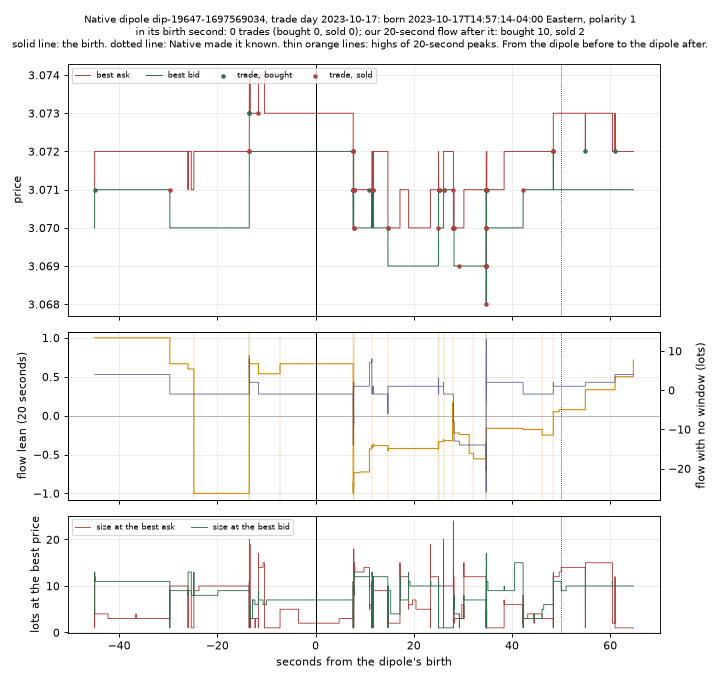 Native dipole dip-19647-1697569034, trade day 2023-10-17: born 2023-10-17T14:57:14-04:00 Eastern, polarity 1
in its birth second: 0 trades (bought 0, sold 0); our 20-second flow after it: bought 10, sold 2
solid line: the birth. dotted line: Native made it known. thin orange lines: highs of 20-second peaks. From the dipole before to the dipole after.
best ask best bid trade, bought trade, sold
3.074
3.073
3.072
3.071
3.070
3.069
3.068
price
1.0
0.5
0.0
−0.5
−1.0
flow lean (20 seconds)
10
0
−10
−20
flow with no window (lots)
size at the best ask size at the best bid
20
10
0
lots at the best price
−40 −20 0 20 40 60
seconds from the dipole's birth